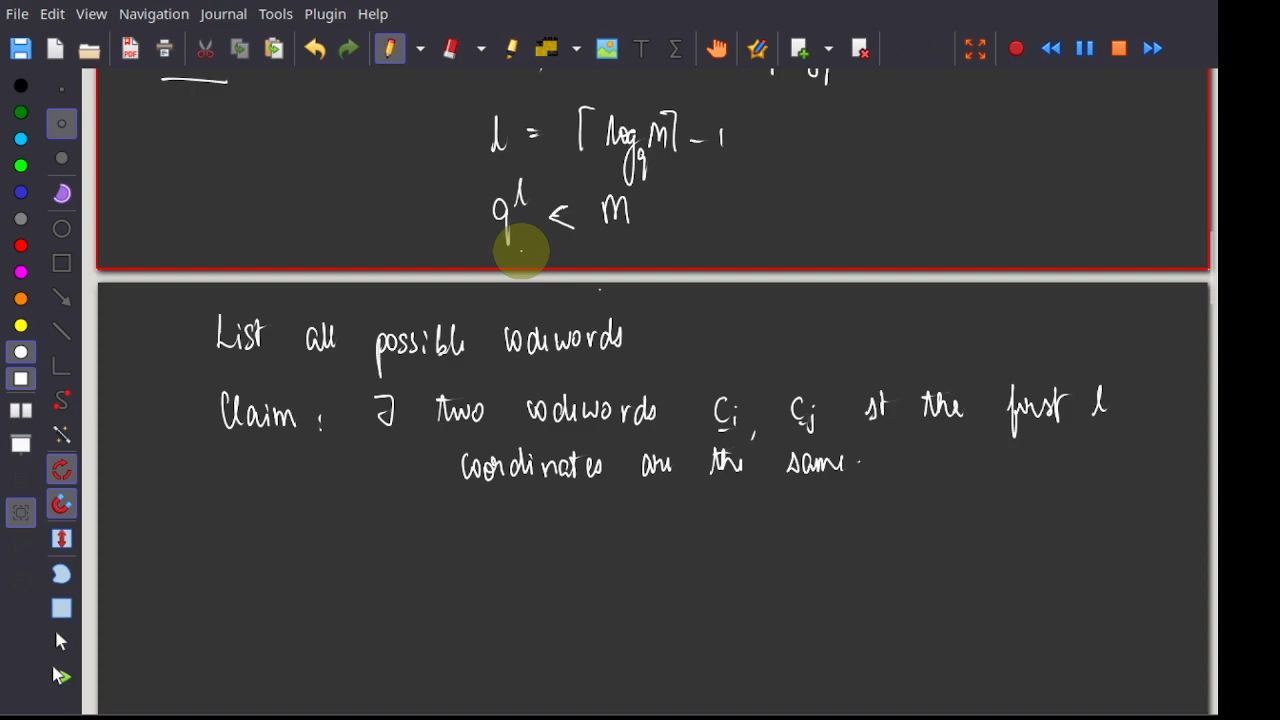 File Edit View Navigation Journal Tools Plugin Help
l = ⌈log_q M⌉ - 1
q^l < M
List all possible codewords
Claim : ∃ two codewords c_i, c_j st the first l
coordinates are the same.